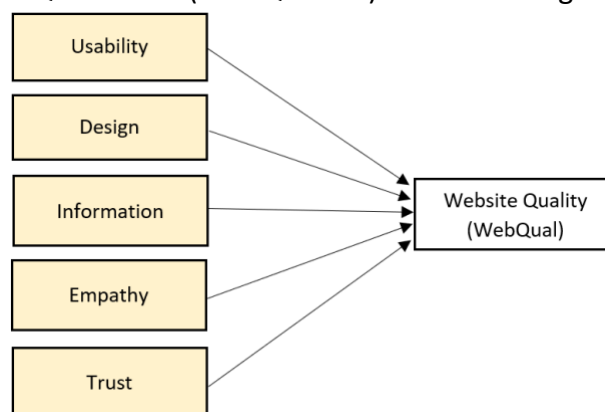 Usability
Design
Information
Empathy
Trust
Website Quality
(WebQual)